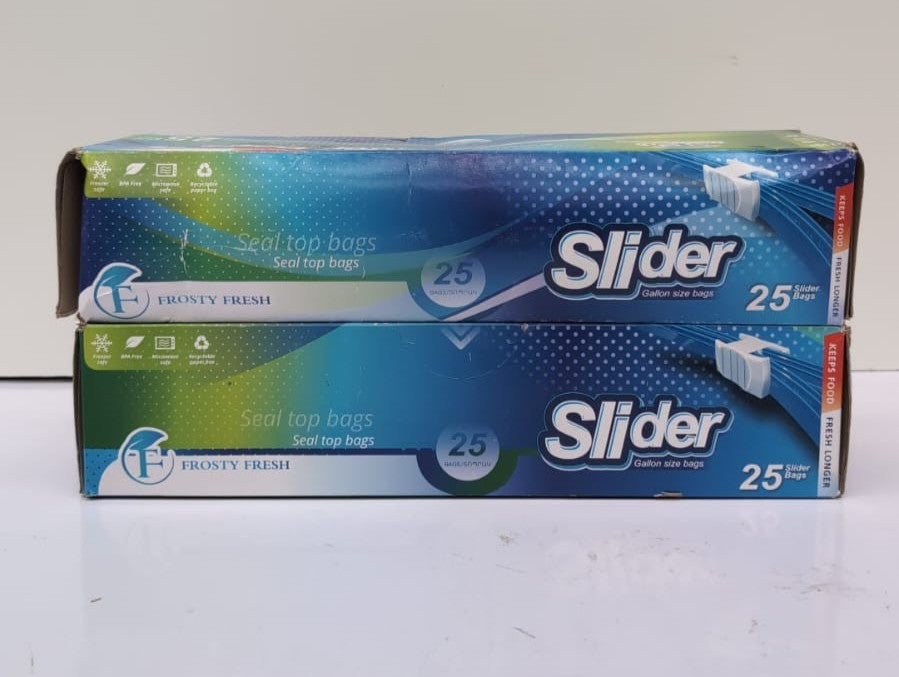 Freezer safe
BPA Free
Microwave safe
Recyclable paper box
Seal top bags
Seal top bags
25
F FROSTY FRESH
Slider
Gallon size bags
25 Slider Bags
KEEPS FOOD FRESH LONGER
Freezer safe
BPA Free
Microwave safe
Recyclable
Seal top bags
Seal top bags
25
F FROSTY FRESH
Slider
Gallon size bags
25 Slider Bags
KEEPS FOOD FRESH LONGER